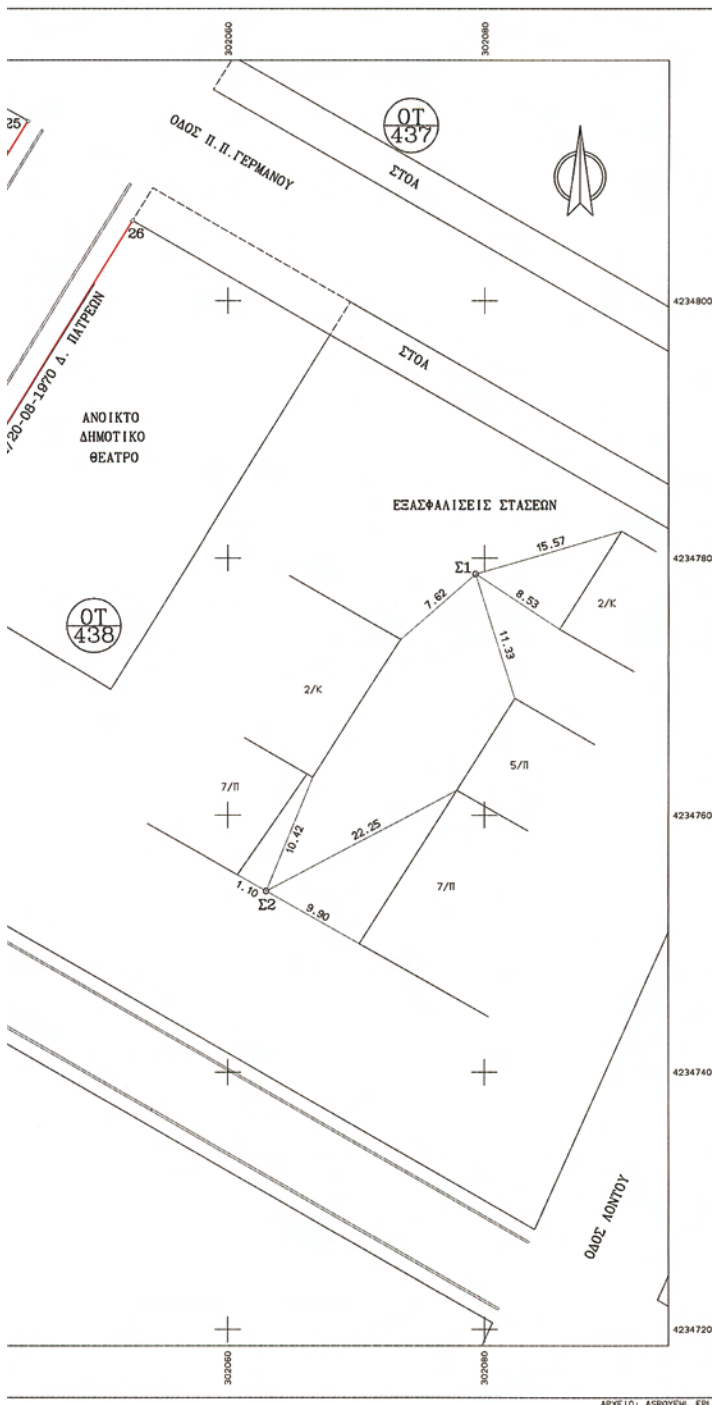 302060
302080
25
ΟΔΟΣ Π.Π.ΓΕΡΜΑΝΟΥ
ΟΤ
437
ΣΤΟΑ
26
4234800
/20-08-1970 Δ. ΠΑΤΡΕΩΝ
ΣΤΟΑ
ΑΝΟΙΚΤΟ
ΔΗΜΟΤΙΚΟ
ΘΕΑΤΡΟ
ΕΞΑΣΦΑΛΙΣΕΙΣ ΣΤΑΣΕΩΝ
15.57
4234780
Σ1
7.62
8.53
2/Κ
ΟΤ
438
11.33
2/Κ
5/Π
7/Π
4234760
10.42
22.25
7/Π
1.10
Σ2
9.90
4234740
ΟΔΟΣ ΛΟΝΤΟΥ
4234720
302060
302080